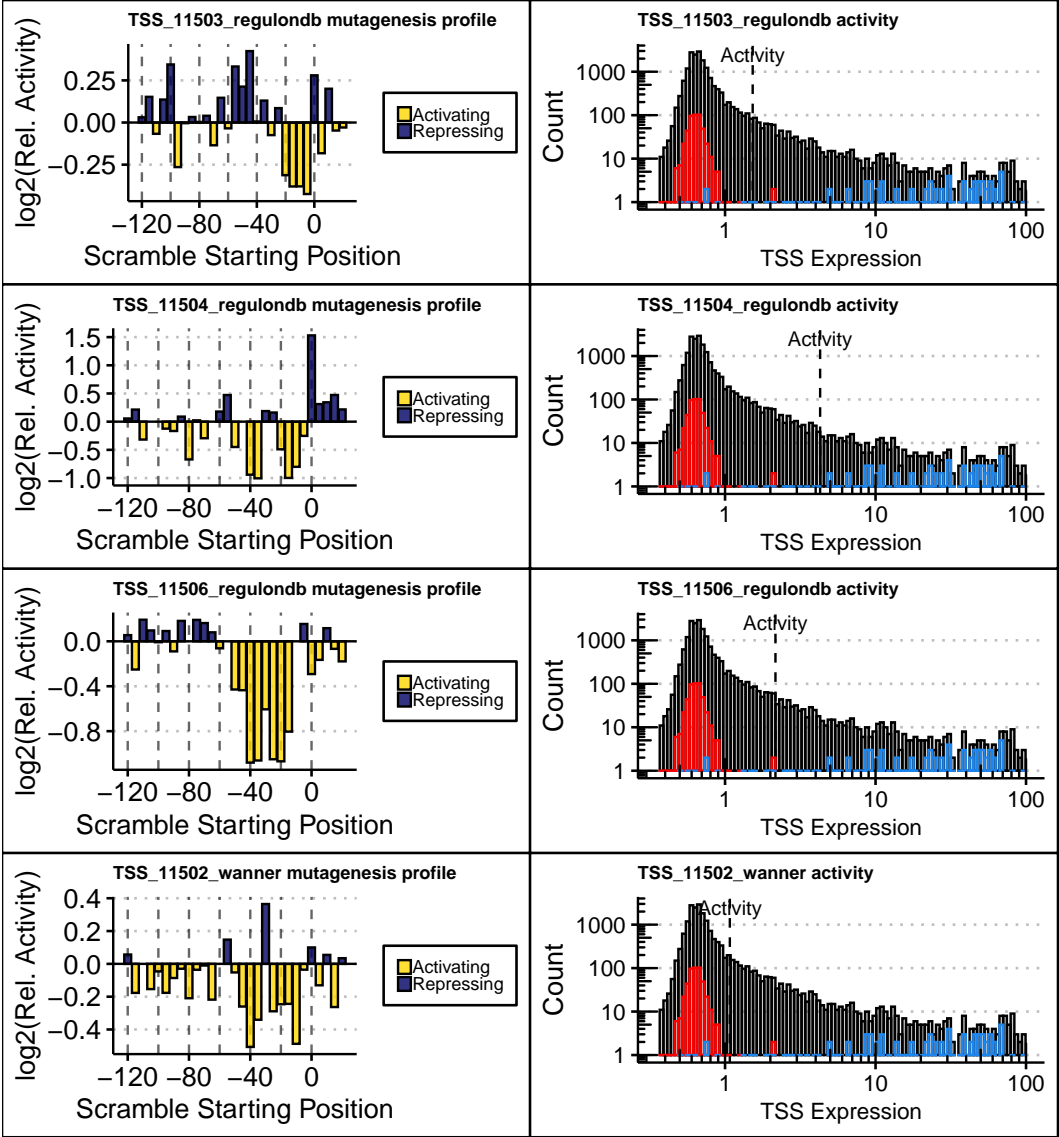 TSS_11503_regulondb mutagenesis profile
log2(Rel. Activity)
0.25
0.00
−0.25
−120 −80 −40 0
Scramble Starting Position
Activating
Repressing
TSS_11503_regulondb activity
Activity
Count
1000
100
10
1
1 10 100
TSS Expression
TSS_11504_regulondb mutagenesis profile
log2(Rel. Activity)
1.5
1.0
0.5
0.0
−0.5
−1.0
−120 −80 −40 0
Scramble Starting Position
Activating
Repressing
TSS_11504_regulondb activity
Activity
Count
1000
100
10
1
1 10 100
TSS Expression
TSS_11506_regulondb mutagenesis profile
log2(Rel. Activity)
0.0
−0.4
−0.8
−120 −80 −40 0
Scramble Starting Position
Activating
Repressing
TSS_11506_regulondb activity
Activity
Count
1000
100
10
1
1 10 100
TSS Expression
TSS_11502_wanner mutagenesis profile
log2(Rel. Activity)
0.4
0.2
0.0
−0.2
−0.4
−120 −80 −40 0
Scramble Starting Position
Activating
Repressing
TSS_11502_wanner activity
Activity
Count
1000
100
10
1
1 10 100
TSS Expression